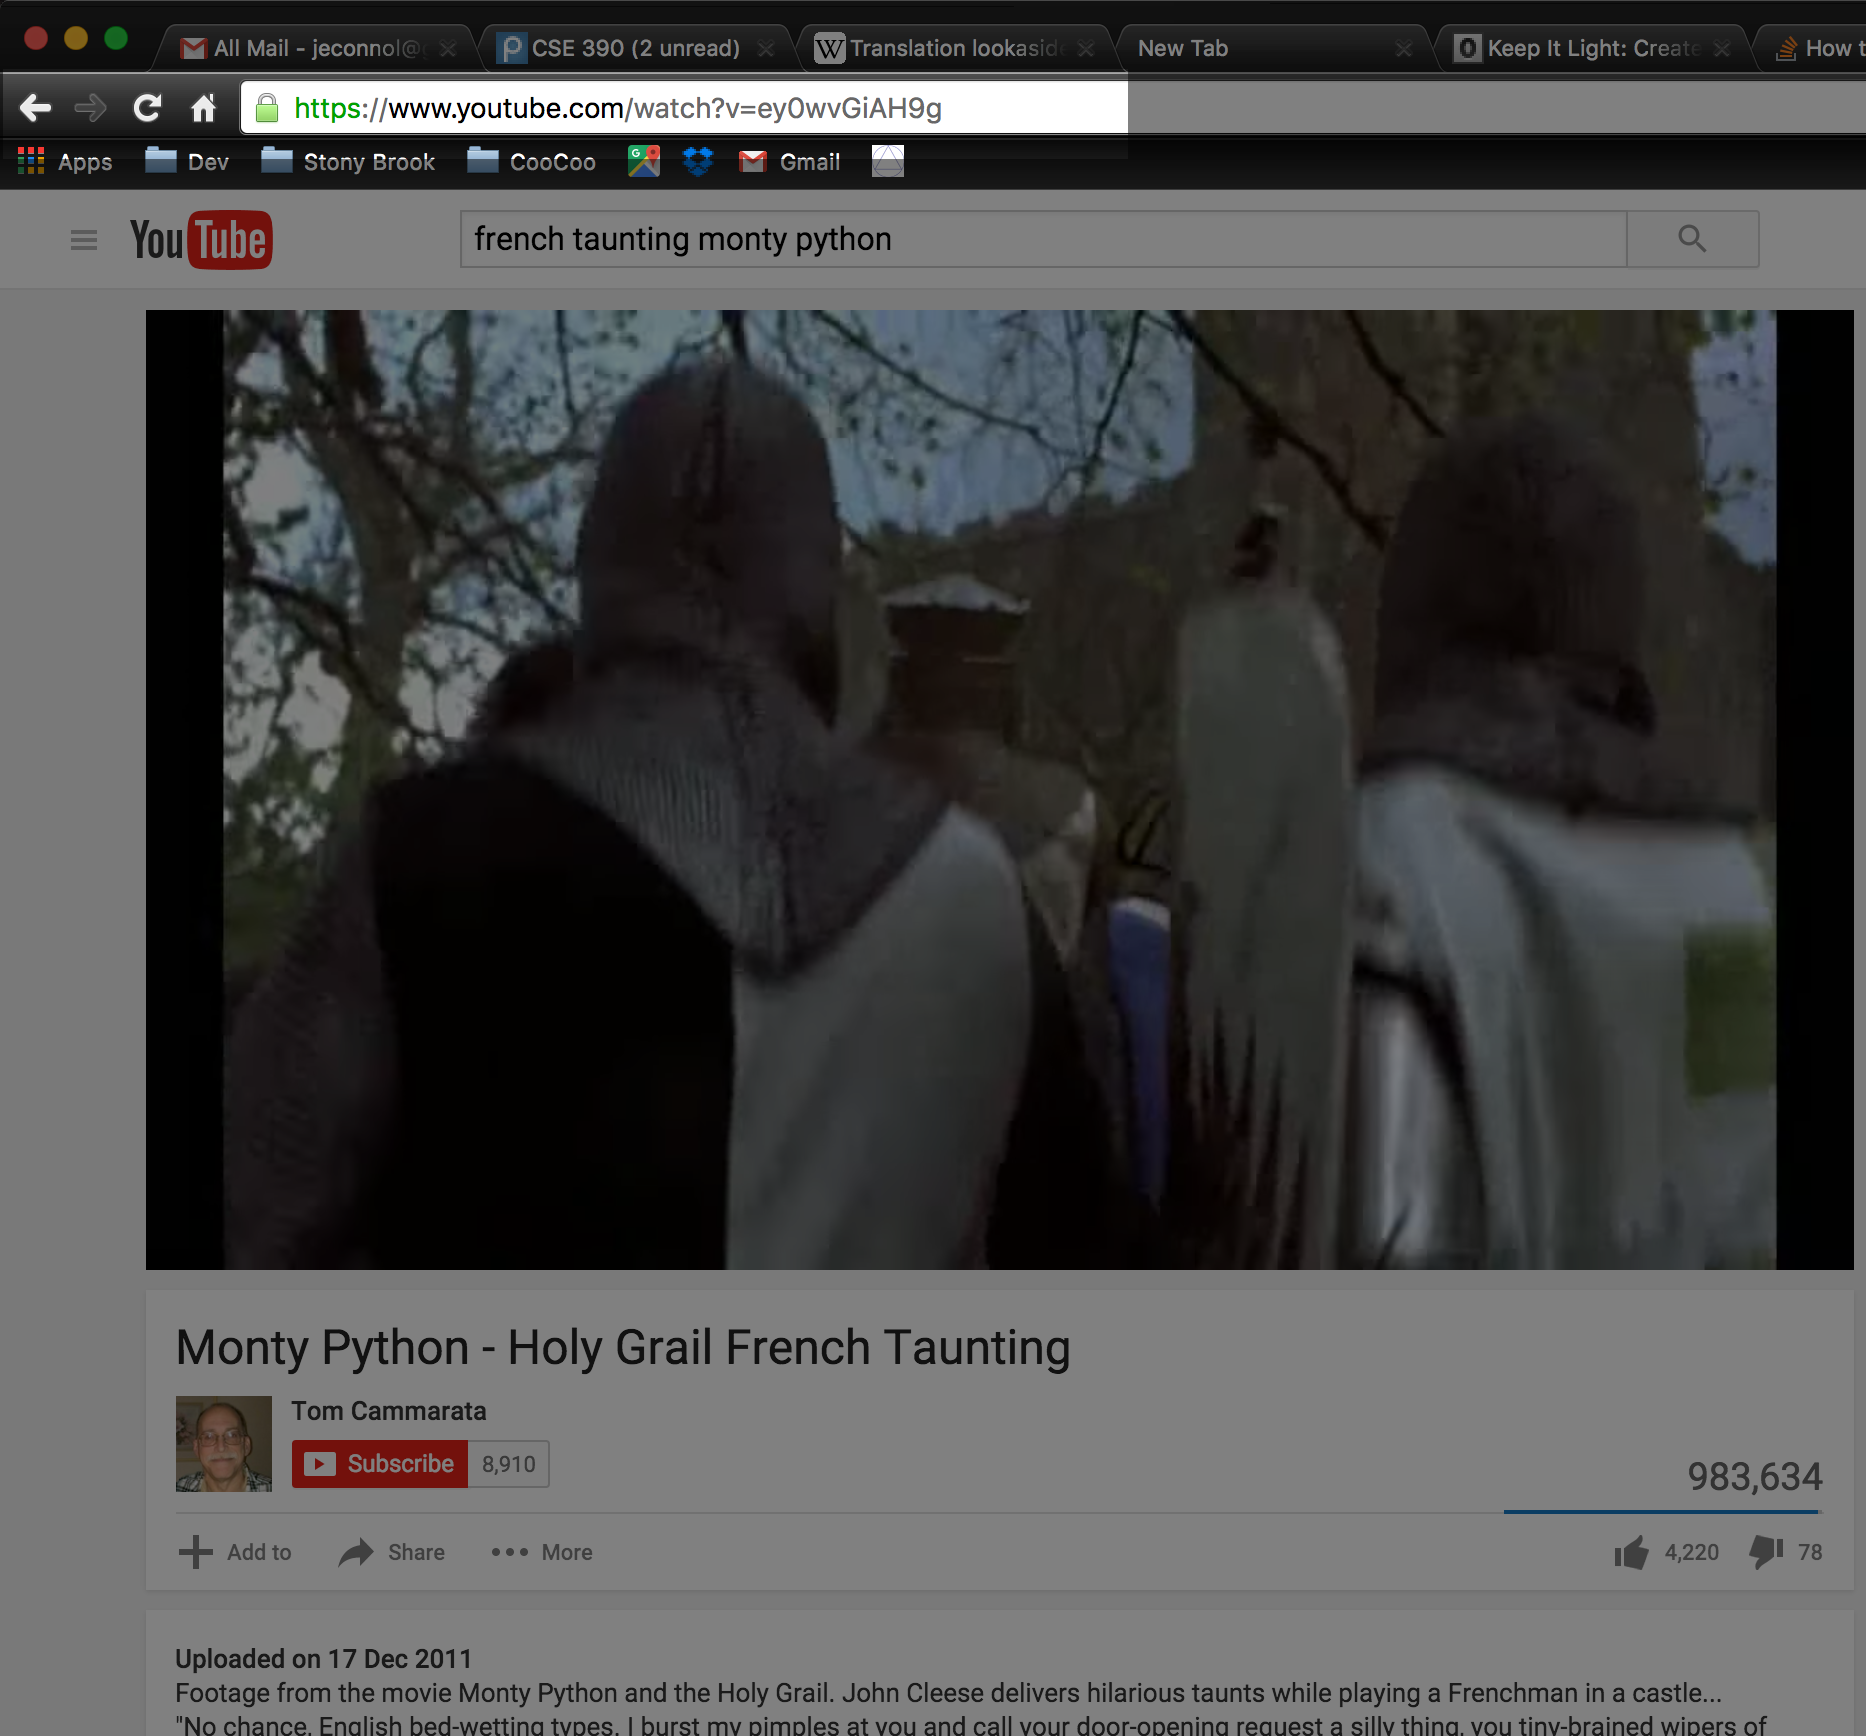 All Mail - jeconnol@
CSE 390 (2 unread)
W Translation lookaside
New Tab
Keep It Light: Create
How t
https://www.youtube.com/watch?v=ey0wvGiAH9g
Apps
Dev
Stony Brook
CooCoo
Gmail
YouTube
french taunting monty python
Monty Python - Holy Grail French Taunting
Tom Cammarata
Subscribe 8,910
983,634
Add to
Share
More
4,220
78
Uploaded on 17 Dec 2011
Footage from the movie Monty Python and the Holy Grail. John Cleese delivers hilarious taunts while playing a Frenchman in a castle...
"No chance, English bed-wetting types. I burst my pimples at you and call your door-opening request a silly thing, you tiny-brained wipers of